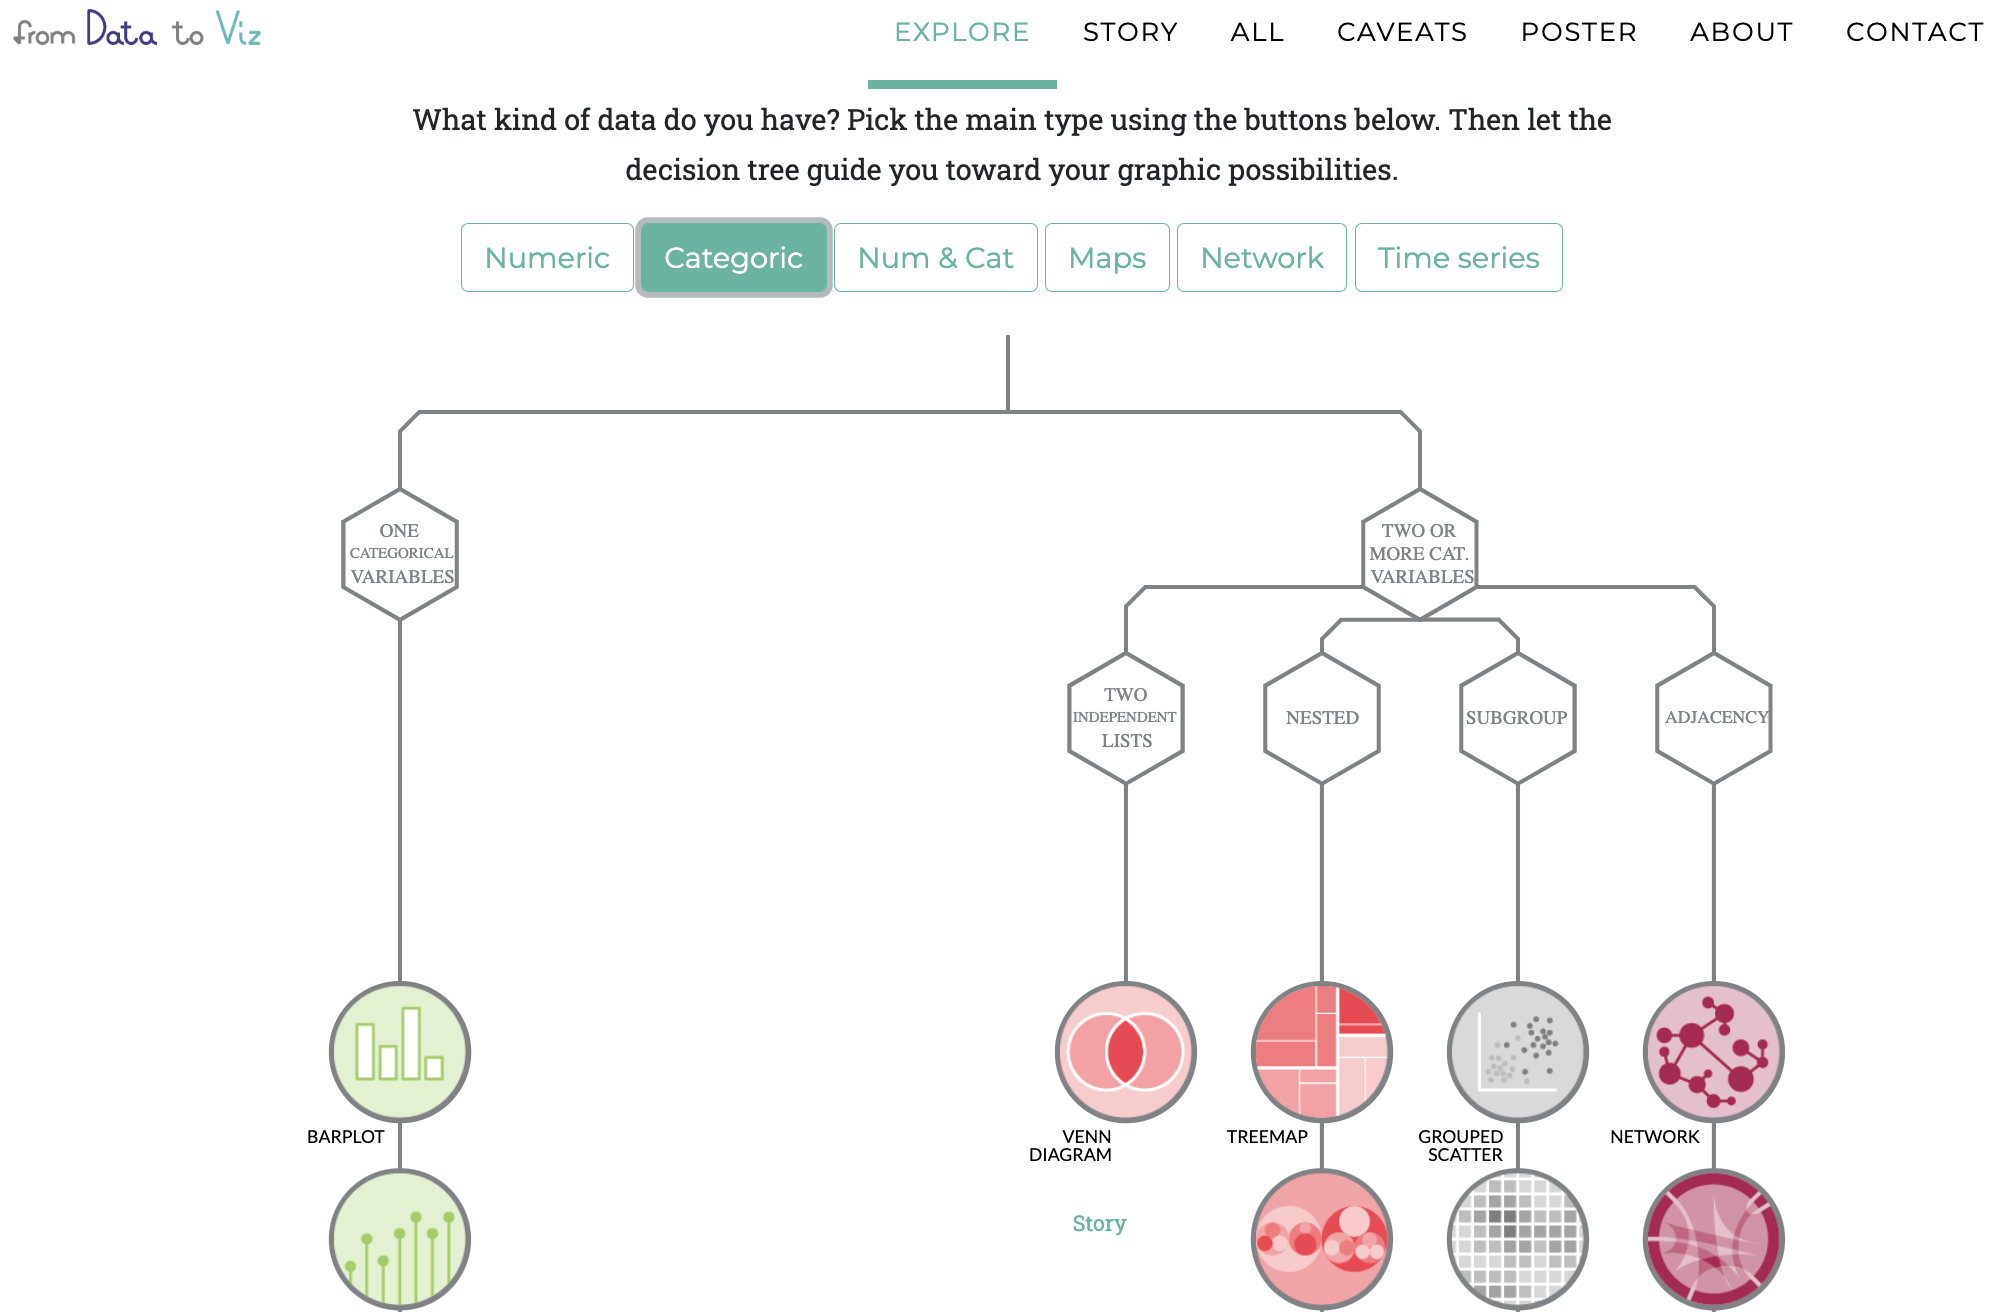 from Data to Viz
EXPLORE STORY ALL CAVEATS POSTER ABOUT CONTACT
What kind of data do you have? Pick the main type using the buttons below. Then let the
decision tree guide you toward your graphic possibilities.
Numeric Categoric Num & Cat Maps Network Time series
ONE
CATEGORICAL
VARIABLES
TWO OR
MORE CAT.
VARIABLES
TWO
INDEPENDENT
LISTS
NESTED
SUBGROUP
ADJACENCY
BARPLOT
VENN
DIAGRAM
TREEMAP
GROUPED
SCATTER
NETWORK
Story